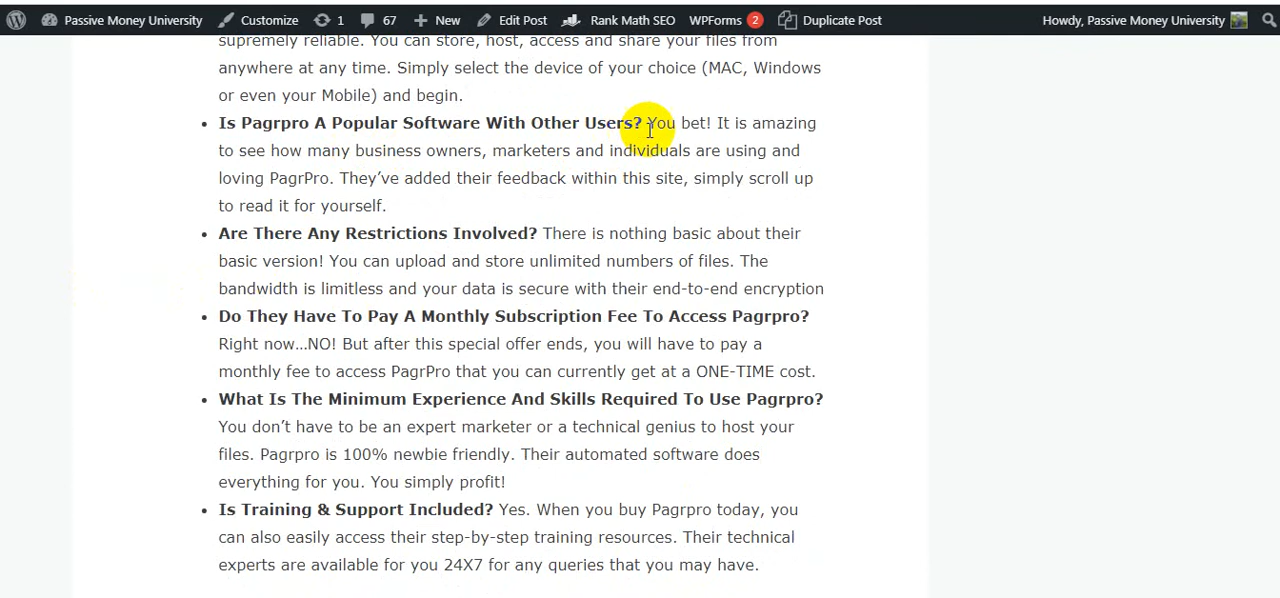 Passive Money University Customize 1 67 New Edit Post Rank Math SEO WPForms 2 Duplicate Post Howdy, Passive Money University
supremely reliable. You can store, host, access and share your files from
anywhere at any time. Simply select the device of your choice (MAC, Windows
or even your Mobile) and begin.
• Is Pagrpro A Popular Software With Other Users? You bet! It is amazing
to see how many business owners, marketers and individuals are using and
loving PagrPro. They’ve added their feedback within this site, simply scroll up
to read it for yourself.
• Are There Any Restrictions Involved? There is nothing basic about their
basic version! You can upload and store unlimited numbers of files. The
bandwidth is limitless and your data is secure with their end-to-end encryption
• Do They Have To Pay A Monthly Subscription Fee To Access Pagrpro?
Right now…NO! But after this special offer ends, you will have to pay a
monthly fee to access PagrPro that you can currently get at a ONE-TIME cost.
• What Is The Minimum Experience And Skills Required To Use Pagrpro?
You don’t have to be an expert marketer or a technical genius to host your
files. Pagrpro is 100% newbie friendly. Their automated software does
everything for you. You simply profit!
• Is Training & Support Included? Yes. When you buy Pagrpro today, you
can also easily access their step-by-step training resources. Their technical
experts are available for you 24X7 for any queries that you may have.